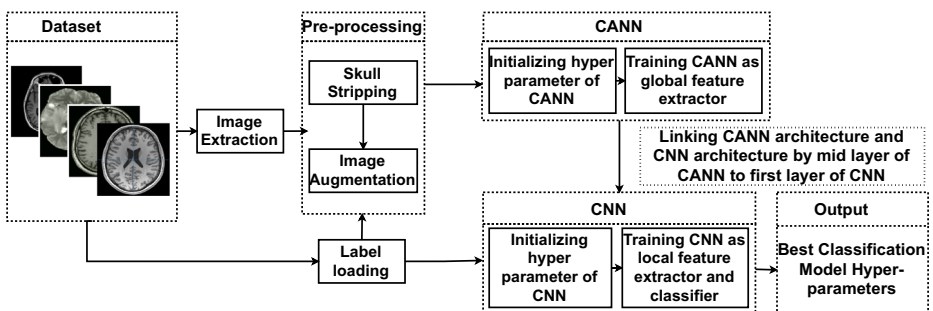 Dataset
Image
Extraction
Pre-processing
Skull
Stripping
Image
Augmentation
Label
loading
CANN
Initializing hyper
parameter of
CANN
Training CANN as
global feature
extractor
Linking CANN architecture and
CNN architecture by mid layer of
CANN to first layer of CNN
CNN
Initializing
hyper
parameter of
CNN
Training CNN as
local feature
extractor and
classifier
Output
Best Classification
Model Hyper-
parameters